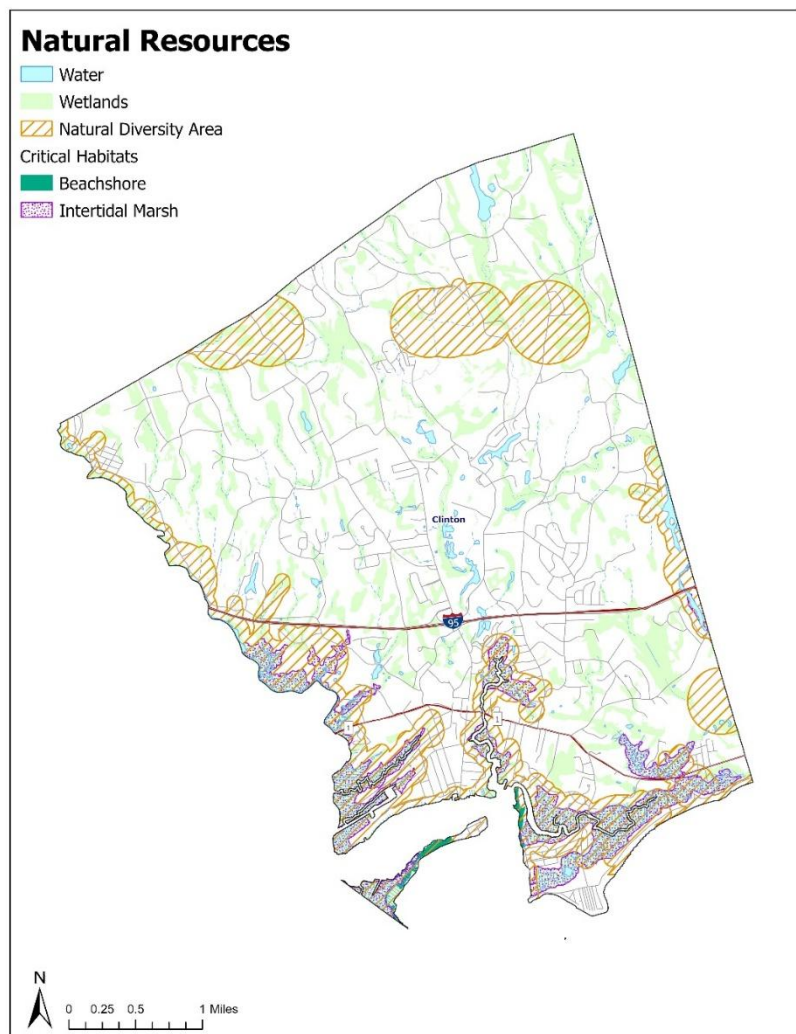 Natural Resources
Water
Wetlands
Natural Diversity Area
Critical Habitats
Beachshore
Intertidal Marsh
Clinton
95
1
1
N
0 0.25 0.5 1 Miles